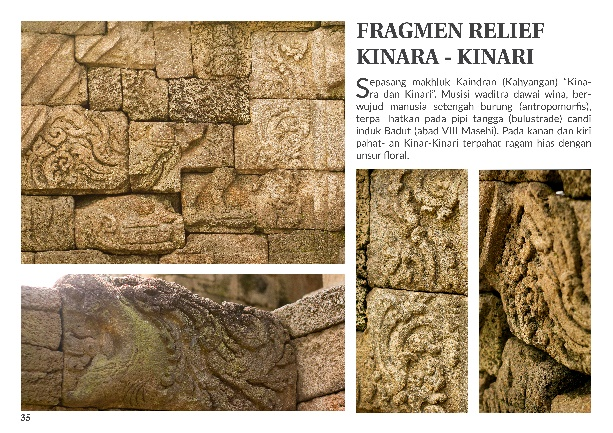 FRAGMEN RELIEF
KINARA - KINARI
Sepasang makhluk Kaindran (Kahyangan) "Kina-
ra dan Kinari". Musisi waditra dawai wina, ber-
wujud manusia setengah burung (antropomorfis),
terpa hatkan pada pipi tangga (bulustrade) candi
induk Badut (abad VIII Masehi). Pada kanan dan kiri
pahat- an Kinar-Kinari terpahat ragam hias dengan
unsur floral.
35